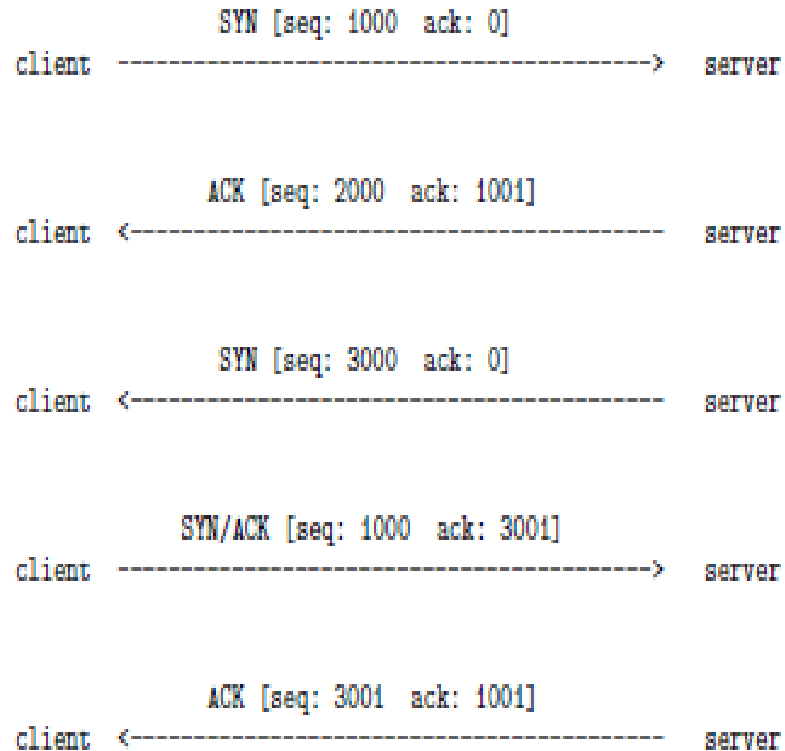 SYN [seq: 1000 ack: 0]
client -------------------------------------------> server
ACK [seq: 2000 ack: 1001]
client <------------------------------------------- server
SYN [seq: 3000 ack: 0]
client <------------------------------------------- server
SYN/ACK [seq: 1000 ack: 3001]
client -------------------------------------------> server
ACK [seq: 3001 ack: 1001]
client <------------------------------------------- server